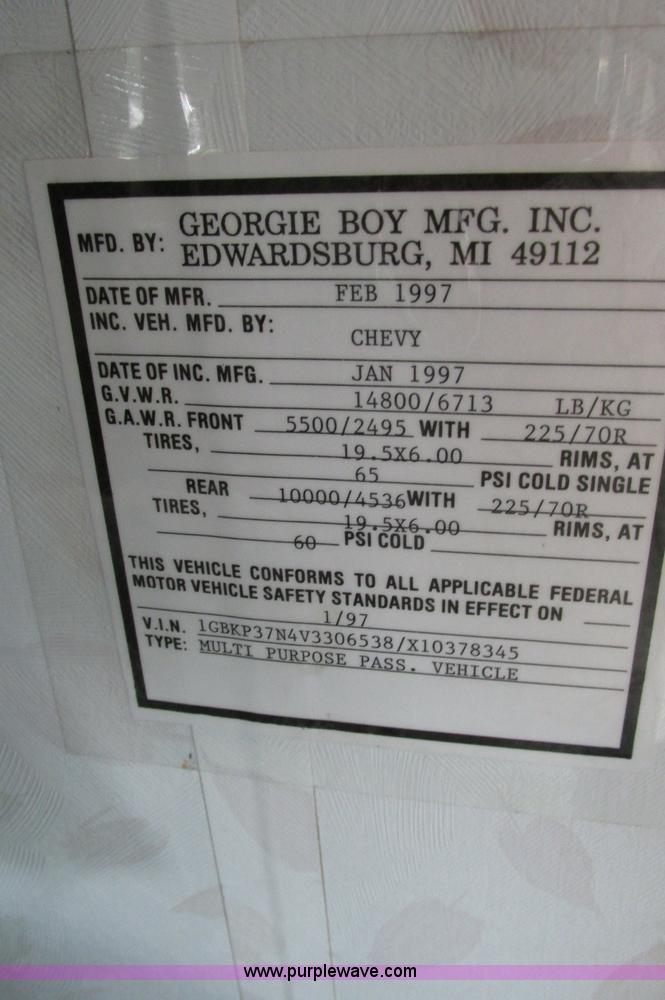 MFD. BY: GEORGIE BOY MFG. INC.
EDWARDSBURG, MI 49112
DATE OF MFR. FEB 1997
INC. VEH. MFD. BY:
CHEVY
DATE OF INC. MFG. JAN 1997
G.V.W.R. 14800/6713 LB/KG
G.A.W.R. FRONT 5500/2495 WITH 225/70R
TIRES, 19.5X6.00 RIMS, AT
65 PSI COLD SINGLE
REAR 10000/4536 WITH 225/70R
TIRES, 19.5X6.00 RIMS, AT
60 PSI COLD
THIS VEHICLE CONFORMS TO ALL APPLICABLE FEDERAL
MOTOR VEHICLE SAFETY STANDARDS IN EFFECT ON
1/97
V.I.N. 1GBKP37N4V3306538/X10378345
TYPE: MULTI PURPOSE PASS. VEHICLE
www.purplewave.com